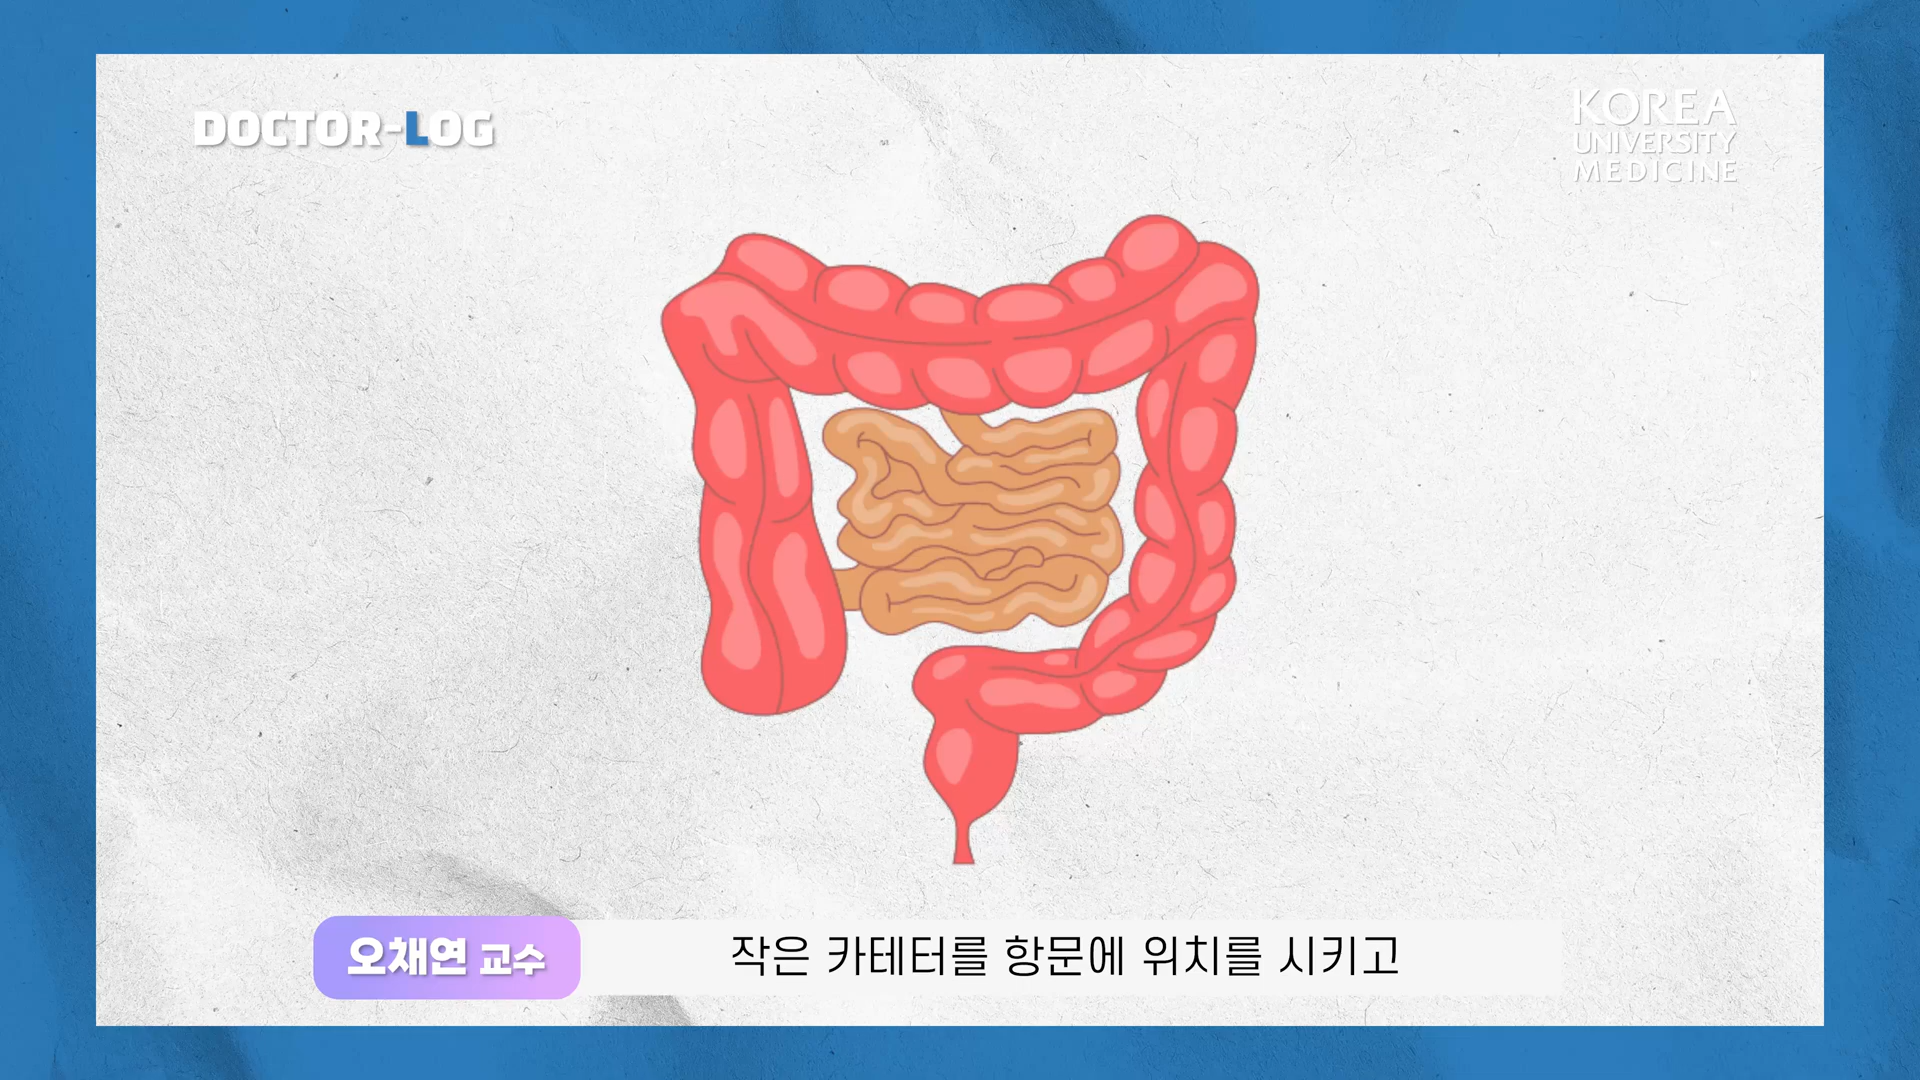 DOCTOR-LOG
KOREA
UNIVERSITY
MEDICINE
오채연 교수
작은 카테터를 항문에 위치를 시키고